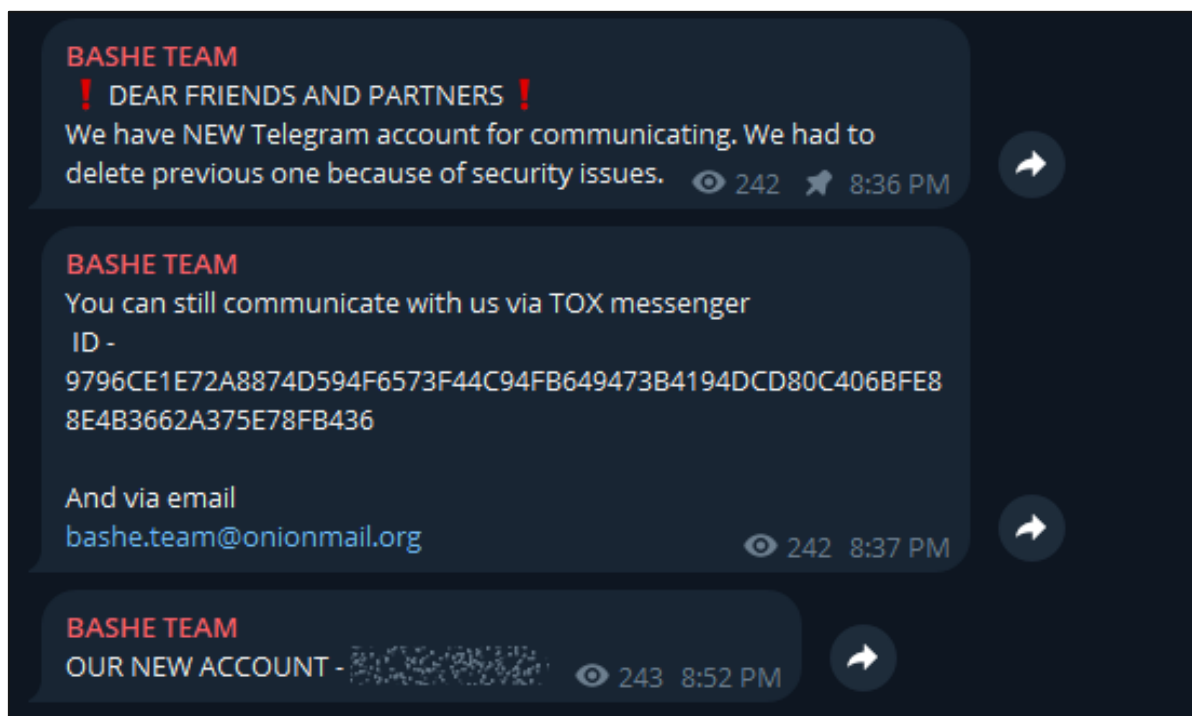 BASHE TEAM
❗ DEAR FRIENDS AND PARTNERS ❗
We have NEW Telegram account for communicating. We had to
delete previous one because of security issues. 242 8:36 PM
BASHE TEAM
You can still communicate with us via TOX messenger
ID -
9796CE1E72A8874D594F6573F44C94FB649473B4194DCD80C406BFE8
8E4B3662A375E78FB436
And via email
bashe.team@onionmail.org
242 8:37 PM
BASHE TEAM
OUR NEW ACCOUNT - 243 8:52 PM